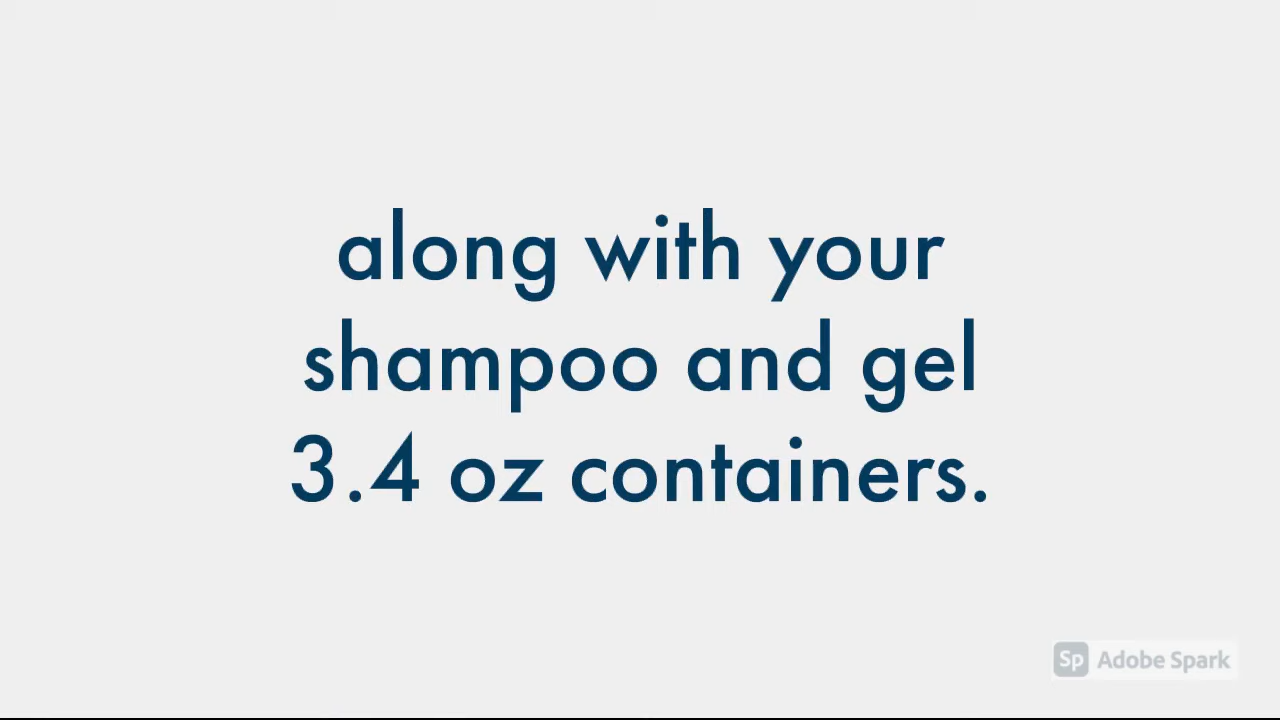 along with your
shampoo and gel
3.4 oz containers.
Sp Adobe Spark